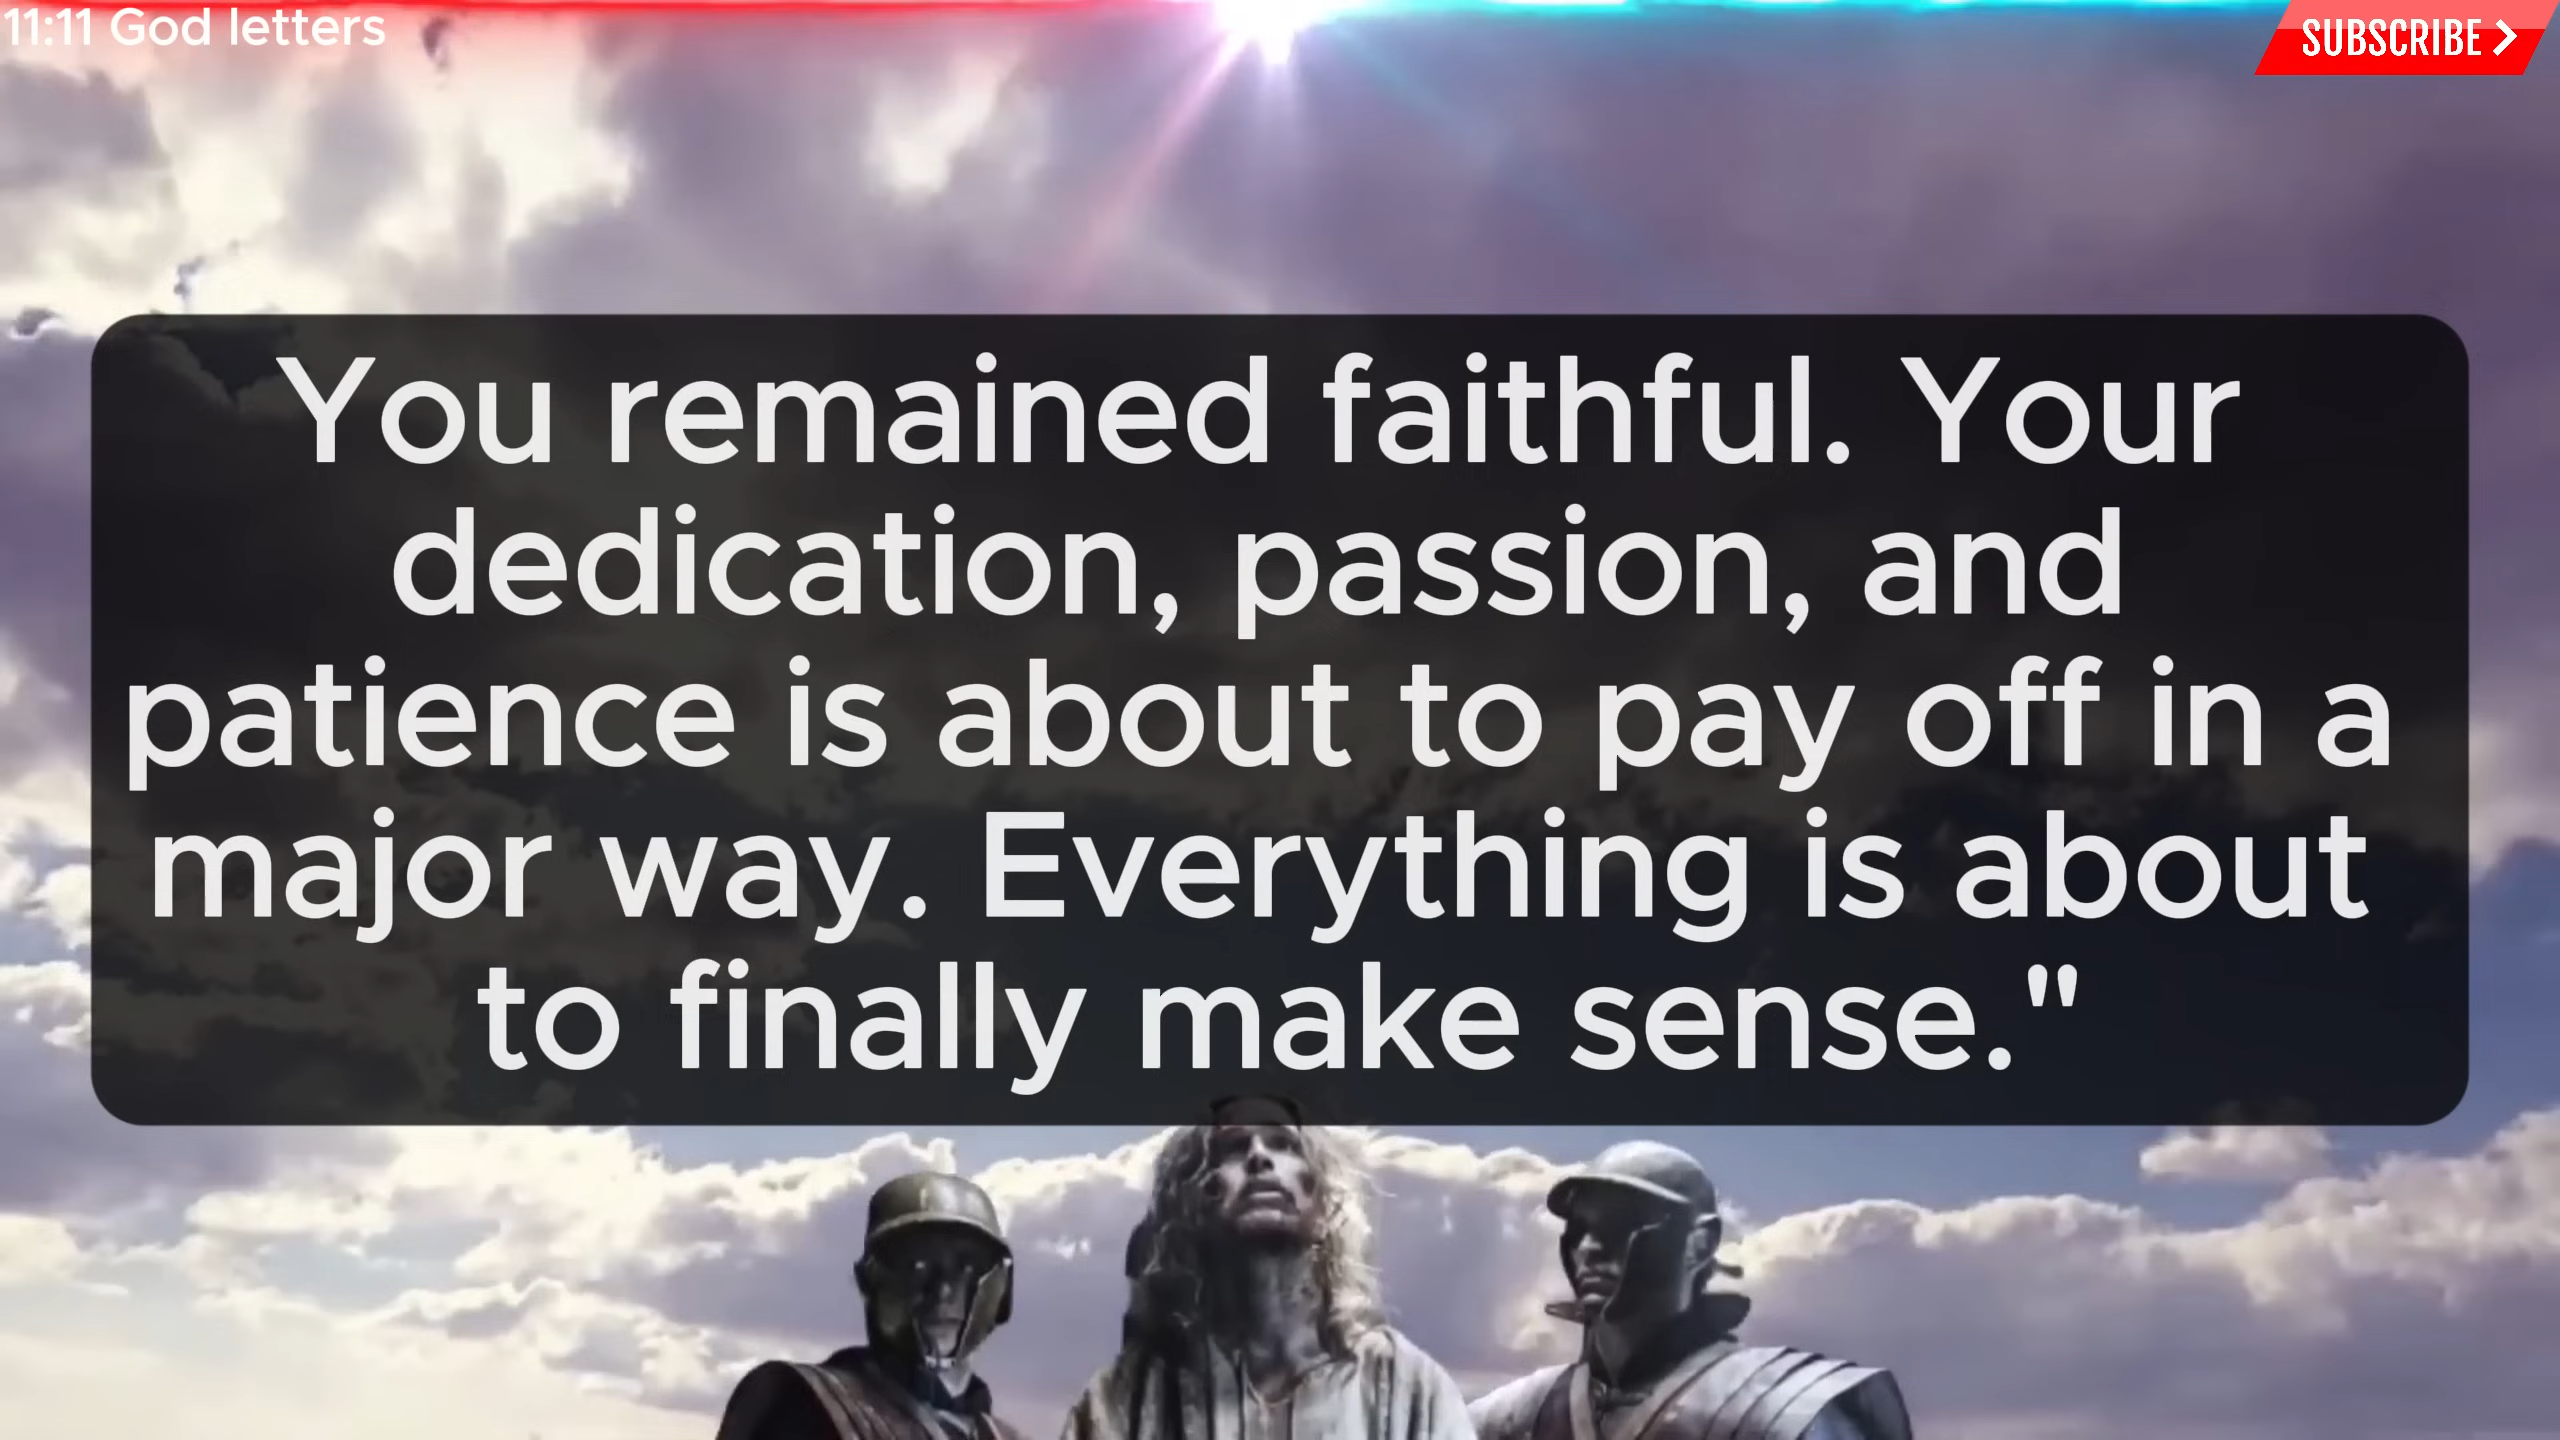 11:11 God letters
SUBSCRIBE >
You remained faithful. Your
dedication, passion, and
patience is about to pay off in a
major way. Everything is about
to finally make sense."